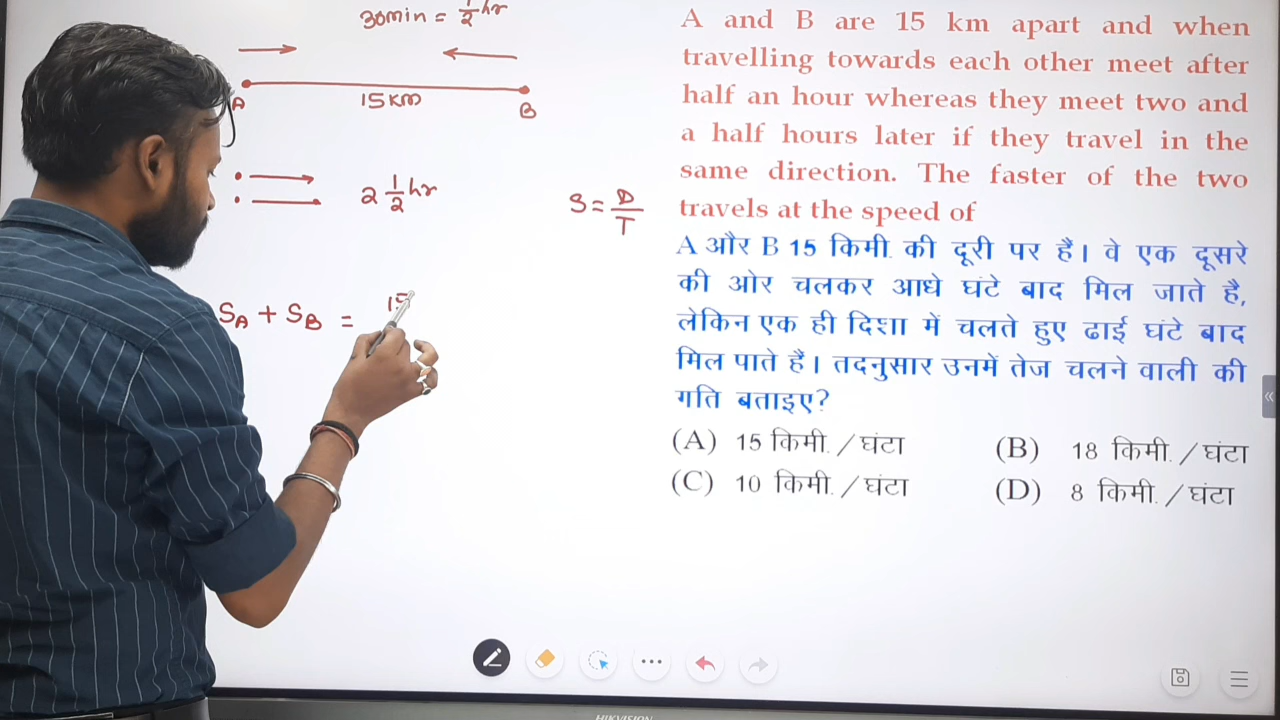 30min = 1/2 hr
A
15KM
B
2 1/2 hr
S = D/T
SA + SB = 15
A and B are 15 km apart and when
travelling towards each other meet after
half an hour whereas they meet two and
a half hours later if they travel in the
same direction. The faster of the two
travels at the speed of
A और B 15 किमी. की दूरी पर हैं। वे एक दूसरे
की ओर चलकर आधे घंटे बाद मिल जाते है,
लेकिन एक ही दिशा में चलते हुए ढाई घंटे बाद
मिल पाते हैं। तदनुसार उनमें तेज चलने वाली की
गति बताइए?
(A) 15 किमी. /घंटा (B) 18 किमी. /घंटा
(C) 10 किमी. /घंटा (D) 8 किमी. /घंटा
HIKVISION